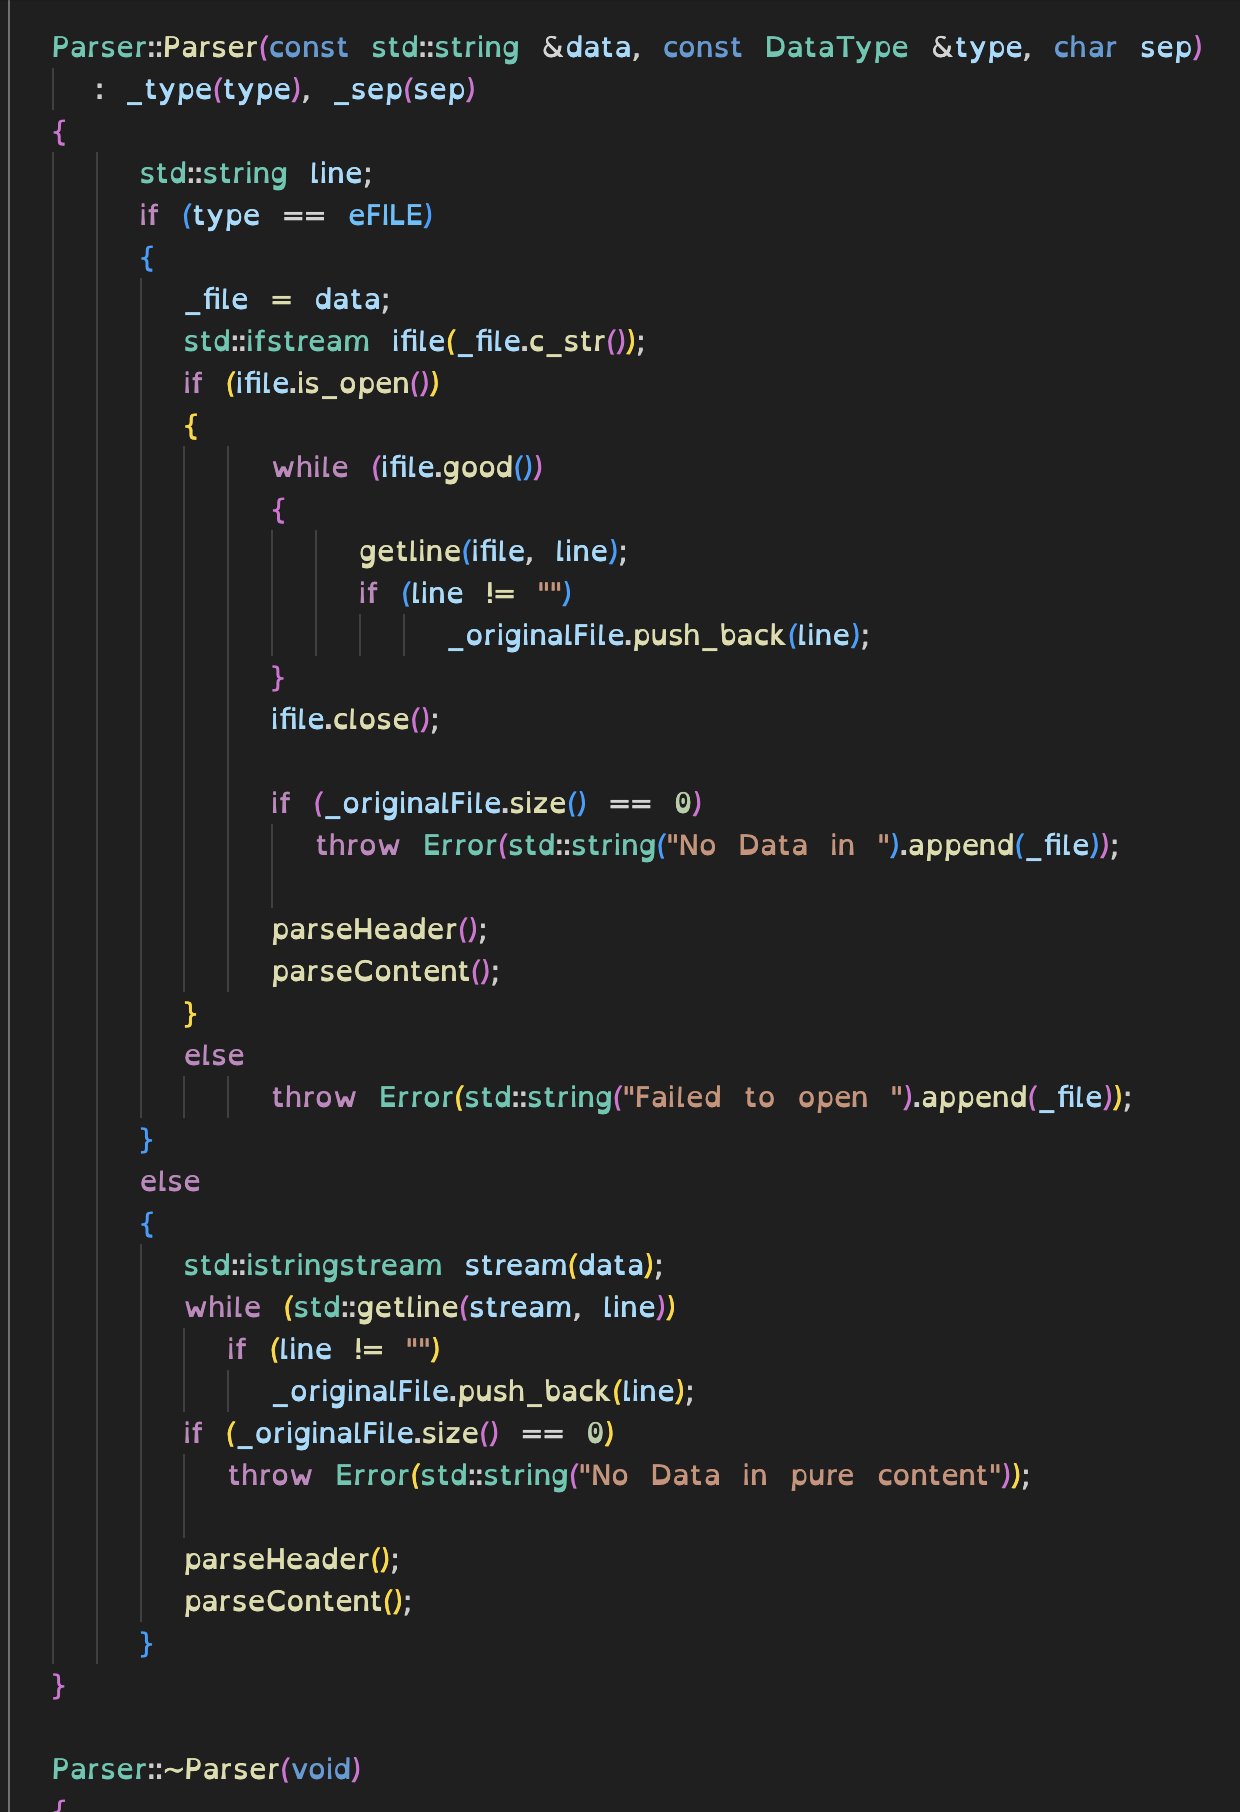 Parser::Parser(const std::string &data, const DataType &type, char sep)
: _type(type), _sep(sep)
{
std::string line;
if (type == eFILE)
{
_file = data;
std::ifstream ifile(_file.c_str());
if (ifile.is_open())
{
while (ifile.good())
{
getline(ifile, line);
if (line != "")
_originalFile.push_back(line);
}
ifile.close();
if (_originalFile.size() == 0)
throw Error(std::string("No Data in ").append(_file));
parseHeader();
parseContent();
}
else
throw Error(std::string("Failed to open ").append(_file));
}
else
{
std::istringstream stream(data);
while (std::getline(stream, line))
if (line != "")
_originalFile.push_back(line);
if (_originalFile.size() == 0)
throw Error(std::string("No Data in pure content"));
parseHeader();
parseContent();
}
}
Parser::~Parser(void)
{